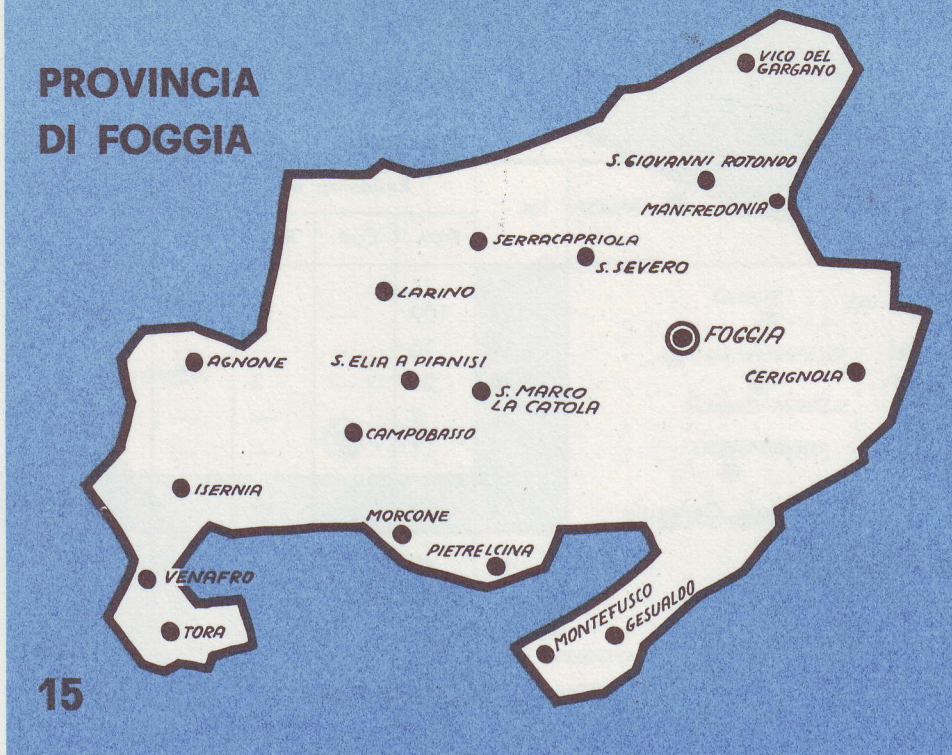 PROVINCIA
DI FOGGIA
VICO DEL
GARGANO
S. GIOVANNI ROTONDO
MANFREDONIA
SERRACAPRIOLA
S. SEVERO
LARINO
FOGGIA
AGNONE
S. ELIA A PIANISI
CERIGNOLA
S. MARCO
LA CATOLA
CAMPOBASSO
ISERNIA
MORCONE
PIETRELCINA
VENAFRO
MONTEFUSCO
GESUALDO
TORA
15